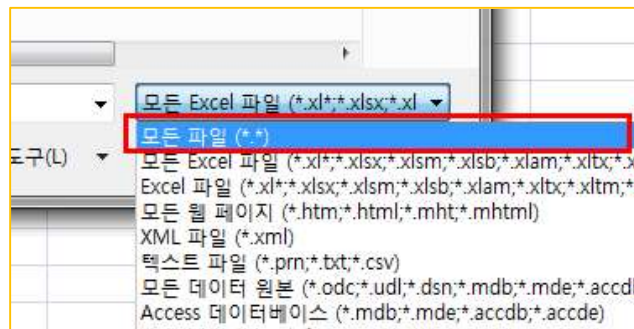 모든 Excel 파일 (*.xl*;*.xlsx;*.xl
모든 파일 (*.*)
도구(L)
모든 Excel 파일 (*.xl*;*.xlsx;*.xlsm;*.xlsb;*.xlam;*.xltx;*.x
Excel 파일 (*.xl*;*.xlsx;*.xlsm;*.xlsb;*.xlam;*.xltx;*.xltm;*
모든 웹 페이지 (*.htm;*.html;*.mht;*.mhtml)
XML 파일 (*.xml)
텍스트 파일 (*.prn;*.txt;*.csv)
모든 데이터 원본 (*.odc;*.udl;*.dsn;*.mdb;*.mde;*.accdb
Access 데이터베이스 (*.mdb;*.mde;*.accdb;*.accde)